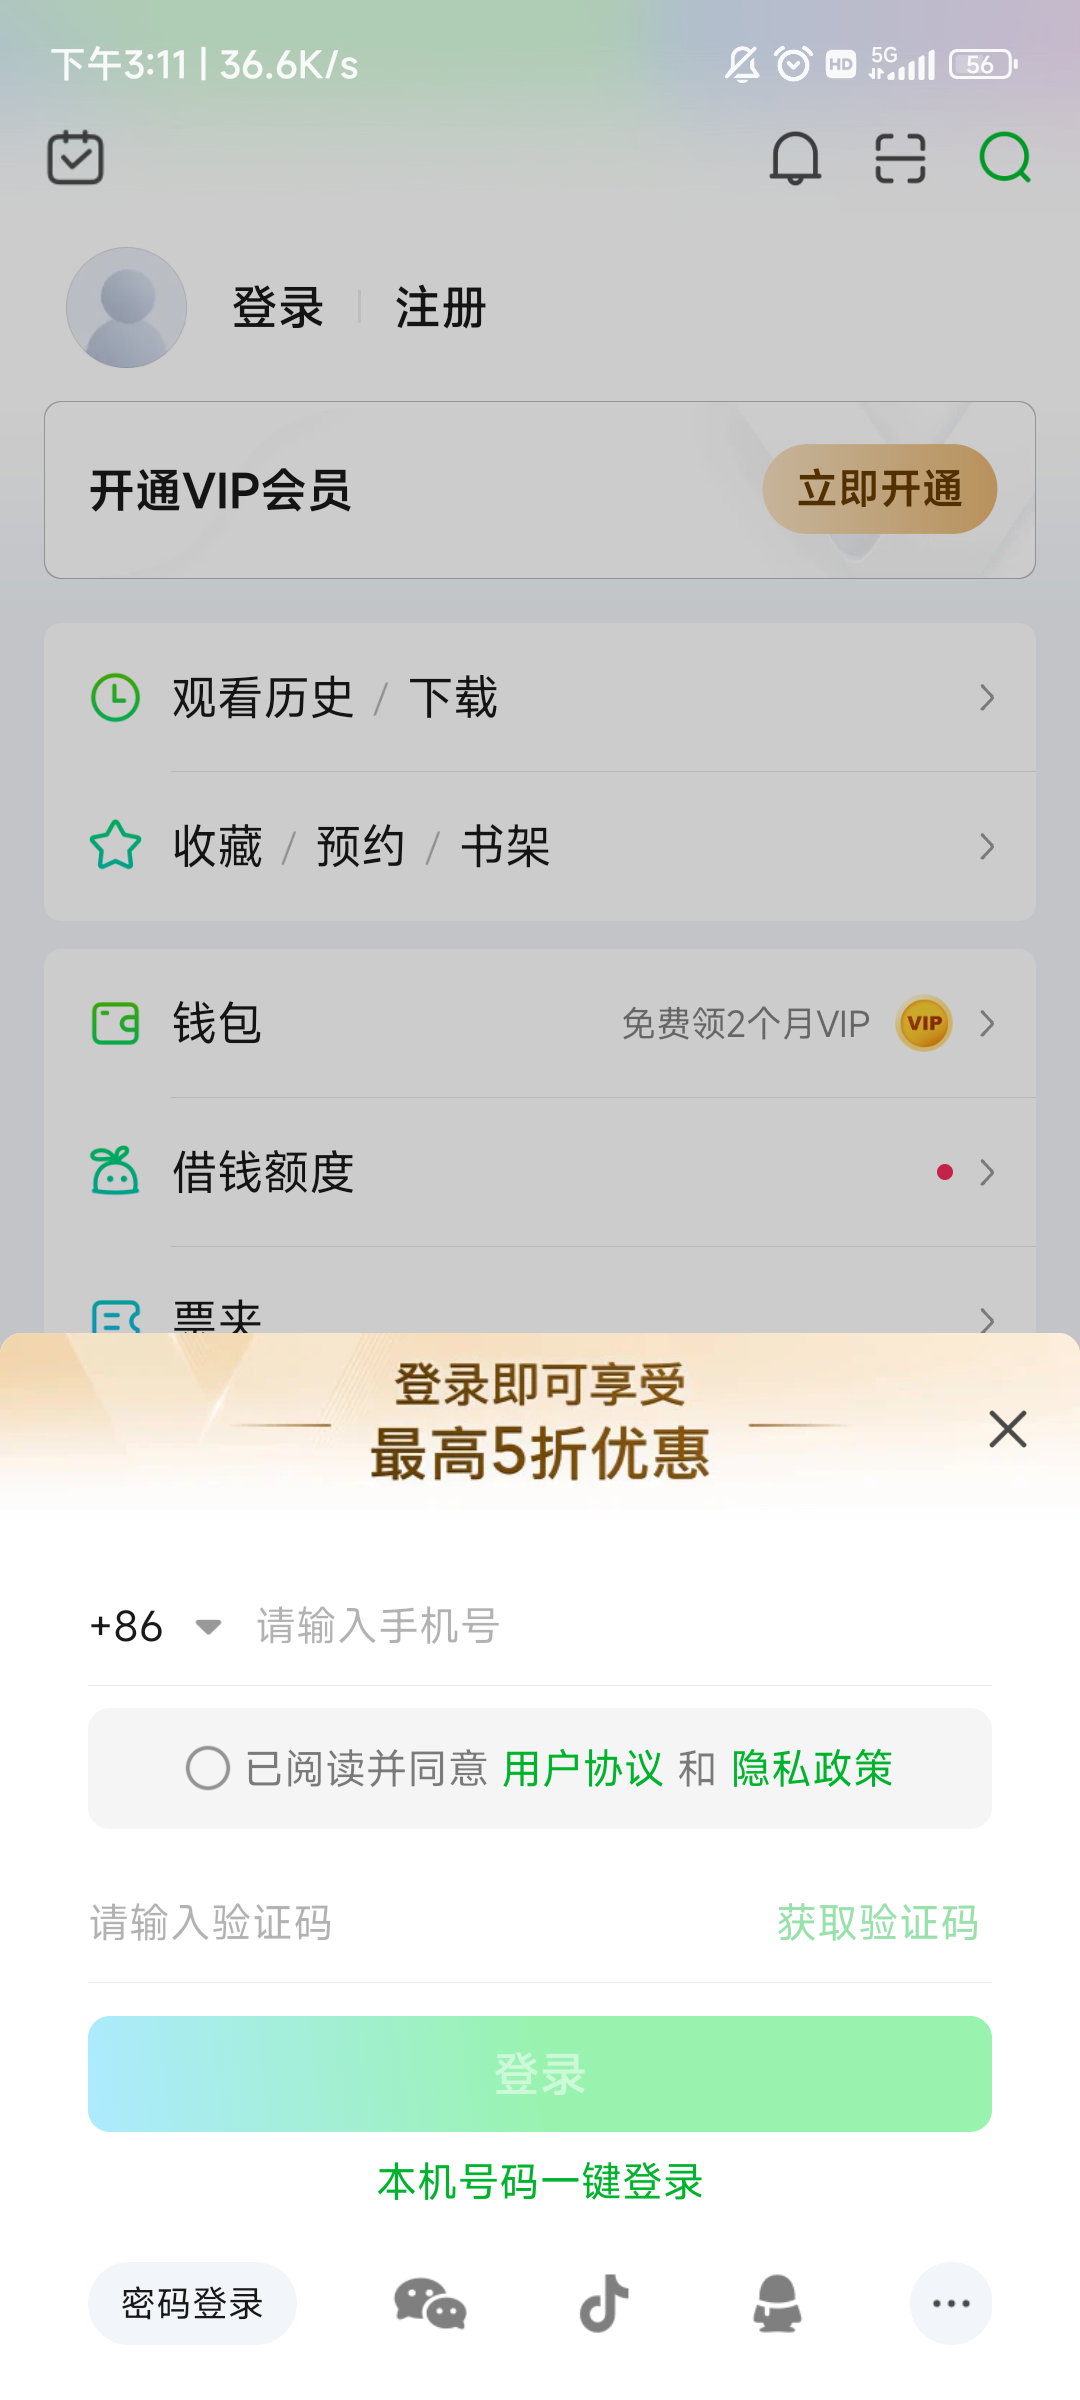 下午3:11 | 36.6K/s
HD 5G 56
登录 注册
开通VIP会员 立即开通
观看历史 / 下载
收藏 / 预约 / 书架
钱包 免费领2个月VIP VIP
借钱额度
票夹
登录即可享受
最高5折优惠
+86 请输入手机号
已阅读并同意 用户协议 和 隐私政策
请输入验证码 获取验证码
登录
本机号码一键登录
密码登录